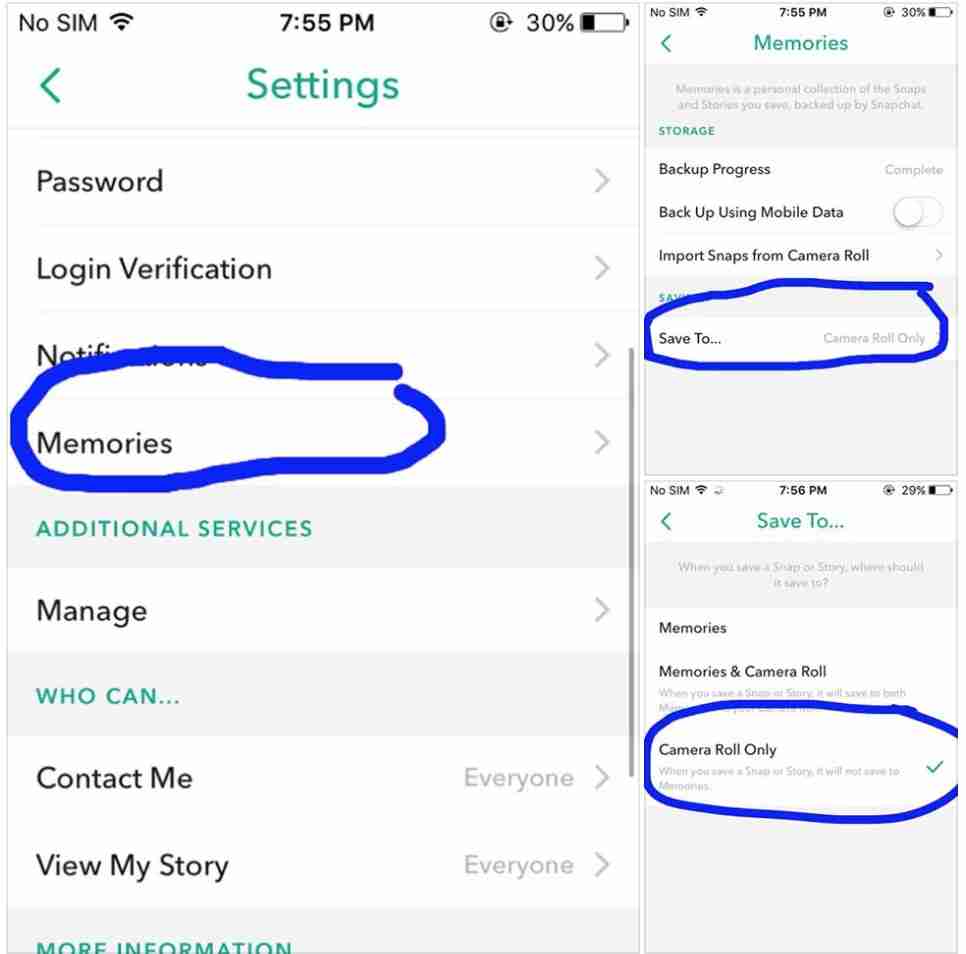 No SIM 7:55 PM 30%
Settings
Password
Login Verification
Notifications
Memories
ADDITIONAL SERVICES
Manage
WHO CAN...
Contact Me Everyone
View My Story Everyone
MORE INFORMATION
No SIM 7:55 PM 30%
Memories
Memories is a personal collection of the Snaps
and Stories you save, backed up by Snapchat.
STORAGE
Backup Progress Complete
Back Up Using Mobile Data
Import Snaps from Camera Roll
Save To... Camera Roll Only
No SIM 7:56 PM 29%
Save To...
When you save a Snap or Story, where should
it save to?
Memories
Memories & Camera Roll
When you save a Snap or Story, it will save to both
Camera Roll Only
When you save a Snap or Story, it will not save to
Memories.